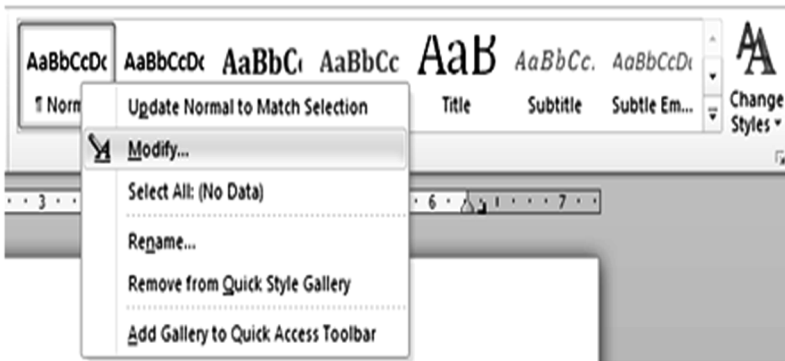 AaBbCcDc AaBbCcDc AaBbC AaBbCc AaB AaBbCc. AaBbCcDc
¶ Norm Title Subtitle Subtle Em... Change Styles
Update Normal to Match Selection
Modify...
Select All: (No Data)
Rename...
Remove from Quick Style Gallery
Add Gallery to Quick Access Toolbar
3 6 7